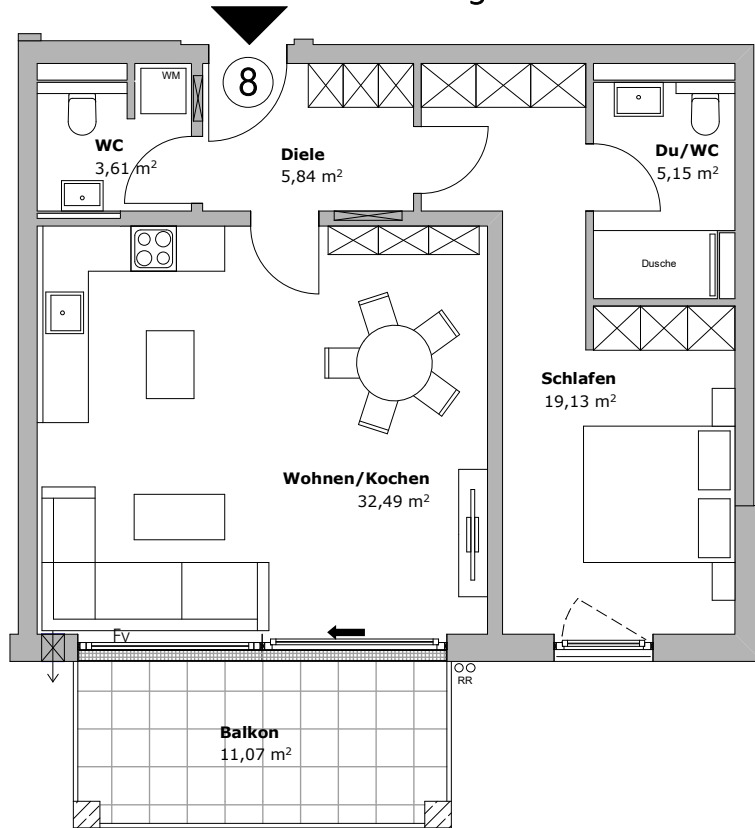 g
8
WM
WC
3,61 m²
Diele
5,84 m²
Du/WC
5,15 m²
Dusche
Schlafen
19,13 m²
Wohnen/Kochen
32,49 m²
Fv
RR
Balkon
11,07 m²